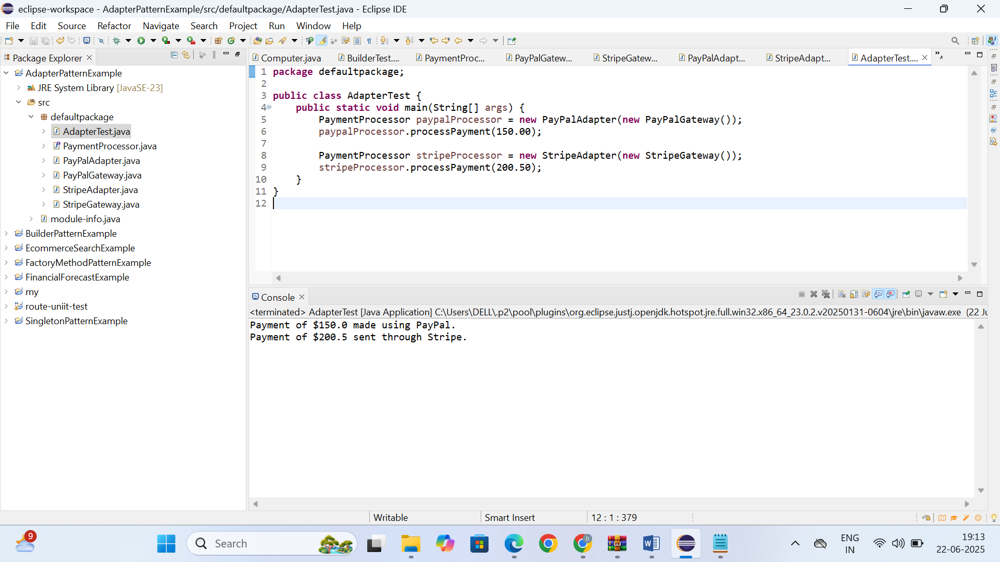 eclipse-workspace - AdapterPatternExample/src/defaultpackage/AdapterTest.java - Eclipse IDE
File Edit Source Refactor Navigate Search Project Run Window Help
Package Explorer
AdapterPatternExample
JRE System Library [JavaSE-23]
src
defaultpackage
AdapterTest.java
PaymentProcessor.java
PayPalAdapter.java
PayPalGateway.java
StripeAdapter.java
StripeGateway.java
module-info.java
BuilderPatternExample
EcommerceSearchExample
FactoryMethodPatternExample
FinancialForecastExample
my
route-uniit-test
SingletonPatternExample
Computer.java BuilderTest.... PaymentProc... PayPalGatew... StripeGatew... PayPalAdapt... StripeAdapt... AdapterTest.... »4
1 package defaultpackage;
2
3 public class AdapterTest {
4 public static void main(String[] args) {
5 PaymentProcessor paypalProcessor = new PayPalAdapter(new PayPalGateway());
6 paypalProcessor.processPayment(150.00);
7
8 PaymentProcessor stripeProcessor = new StripeAdapter(new StripeGateway());
9 stripeProcessor.processPayment(200.50);
10 }
11 }
12
Console
<terminated> AdapterTest [Java Application] C:\Users\DELL\.p2\pool\plugins\org.eclipse.justj.openjdk.hotspot.jre.full.win32.x86_64_23.0.2.v20250131-0604\jre\bin\javaw.exe (22 Ju
Payment of $150.0 made using PayPal.
Payment of $200.5 sent through Stripe.
Writable Smart Insert 12 : 1 : 379
9
Search
D
ENG
IN
19:13
22-06-2025